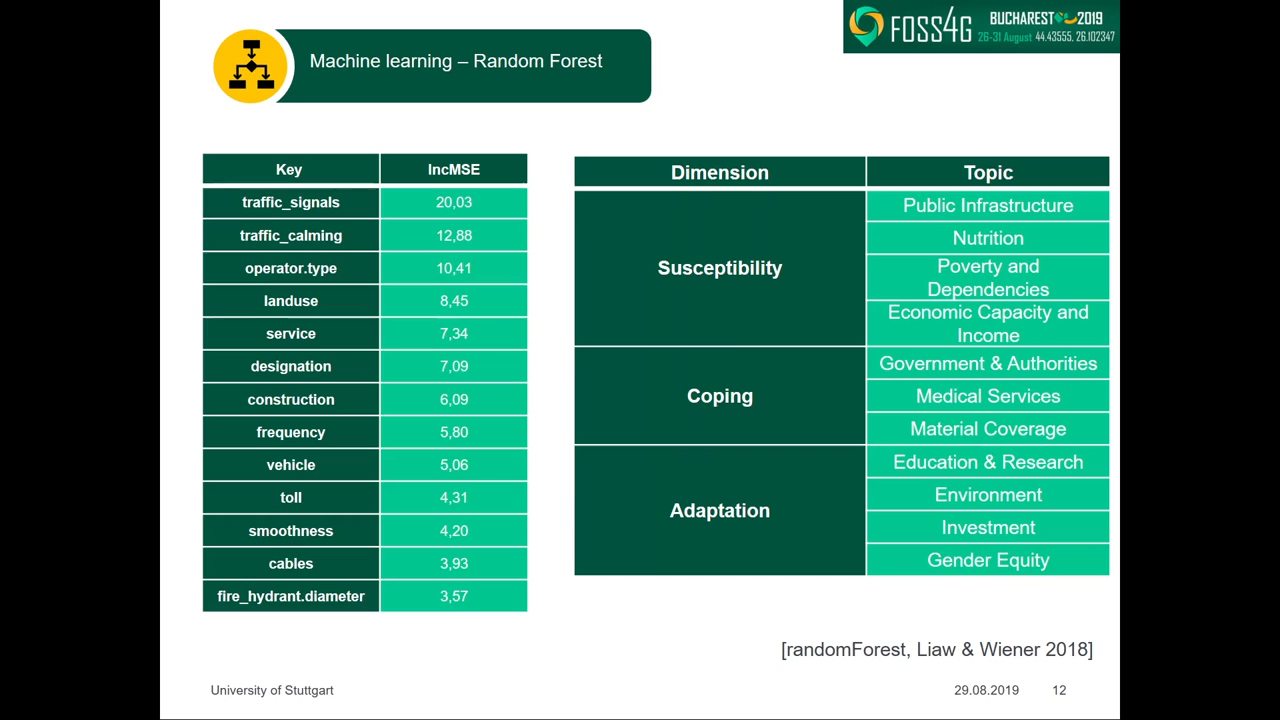 FOSS4G BUCHAREST 2019
26-31 August 44.43555, 26.102347
Machine learning – Random Forest
Key IncMSE
traffic_signals 20,03
traffic_calming 12,88
operator.type 10,41
landuse 8,45
service 7,34
designation 7,09
construction 6,09
frequency 5,80
vehicle 5,06
toll 4,31
smoothness 4,20
cables 3,93
fire_hydrant.diameter 3,57
Dimension Topic
Susceptibility
Public Infrastructure
Nutrition
Poverty and
Dependencies
Economic Capacity and
Income
Coping
Government & Authorities
Medical Services
Material Coverage
Adaptation
Education & Research
Environment
Investment
Gender Equity
[randomForest, Liaw & Wiener 2018]
University of Stuttgart 29.08.2019 12